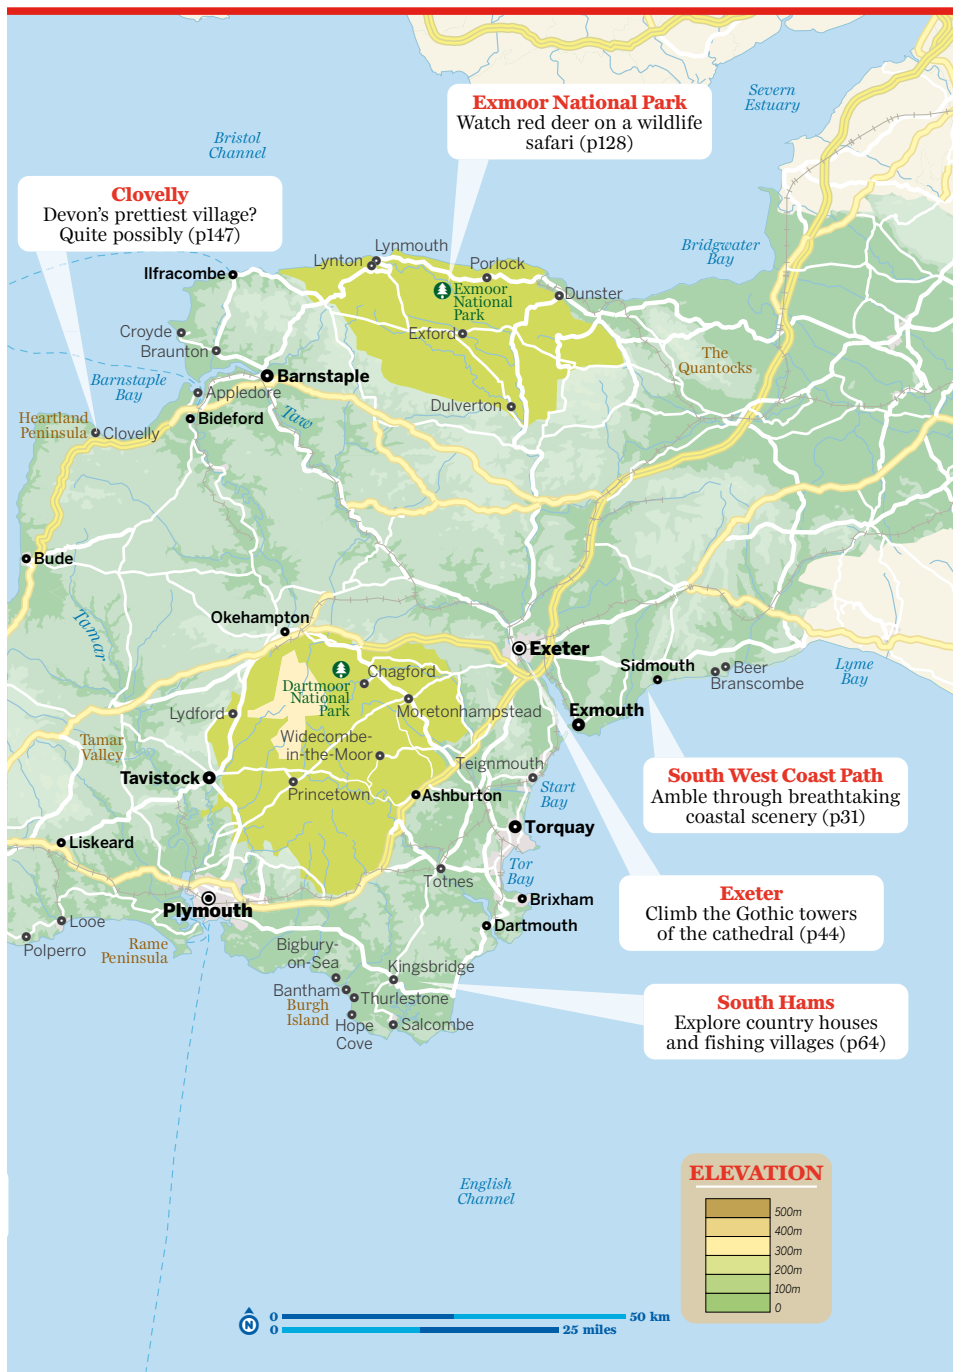 Severn
Estuary
Exmoor National Park
Watch red deer on a wildlife
safari (p128)
Bristol
Channel
Clovelly
Devon's prettiest village?
Quite possibly (p147)
Bridgwater
Bay
Lynmouth
Lynton
Porlock
Ilfracombe
Exmoor
National
Park
Dunster
Croyde
Exford
Braunton
The
Quantocks
Barnstaple
Barnstaple
Bay
Appledore
Dulverton
Heartland
Peninsula
Bideford
Taw
Clovelly
Bude
Tamar
Okehampton
Exeter
Sidmouth
Beer
Branscombe
Lyme
Bay
Chagford
Dartmoor
National
Park
Lydford
Moretonhampstead
Exmouth
Tamar
Valley
Widecombe-
in-the-Moor
Teignmouth
South West Coast Path
Amble through breathtaking
coastal scenery (p31)
Tavistock
Princetown
Ashburton
Start
Bay
Torquay
Liskeard
Totnes
Tor
Bay
Exeter
Climb the Gothic towers
of the cathedral (p44)
Brixham
Plymouth
Dartmouth
Looe
Polperro
Rame
Peninsula
Bigbury-
on-Sea
Kingsbridge
Bantham
Thurlestone
Burgh
Island
Hope
Cove
Salcombe
South Hams
Explore country houses
and fishing villages (p64)
English
Channel
ELEVATION
500m
400m
300m
200m
100m
0
N
0 50 km
0 25 miles